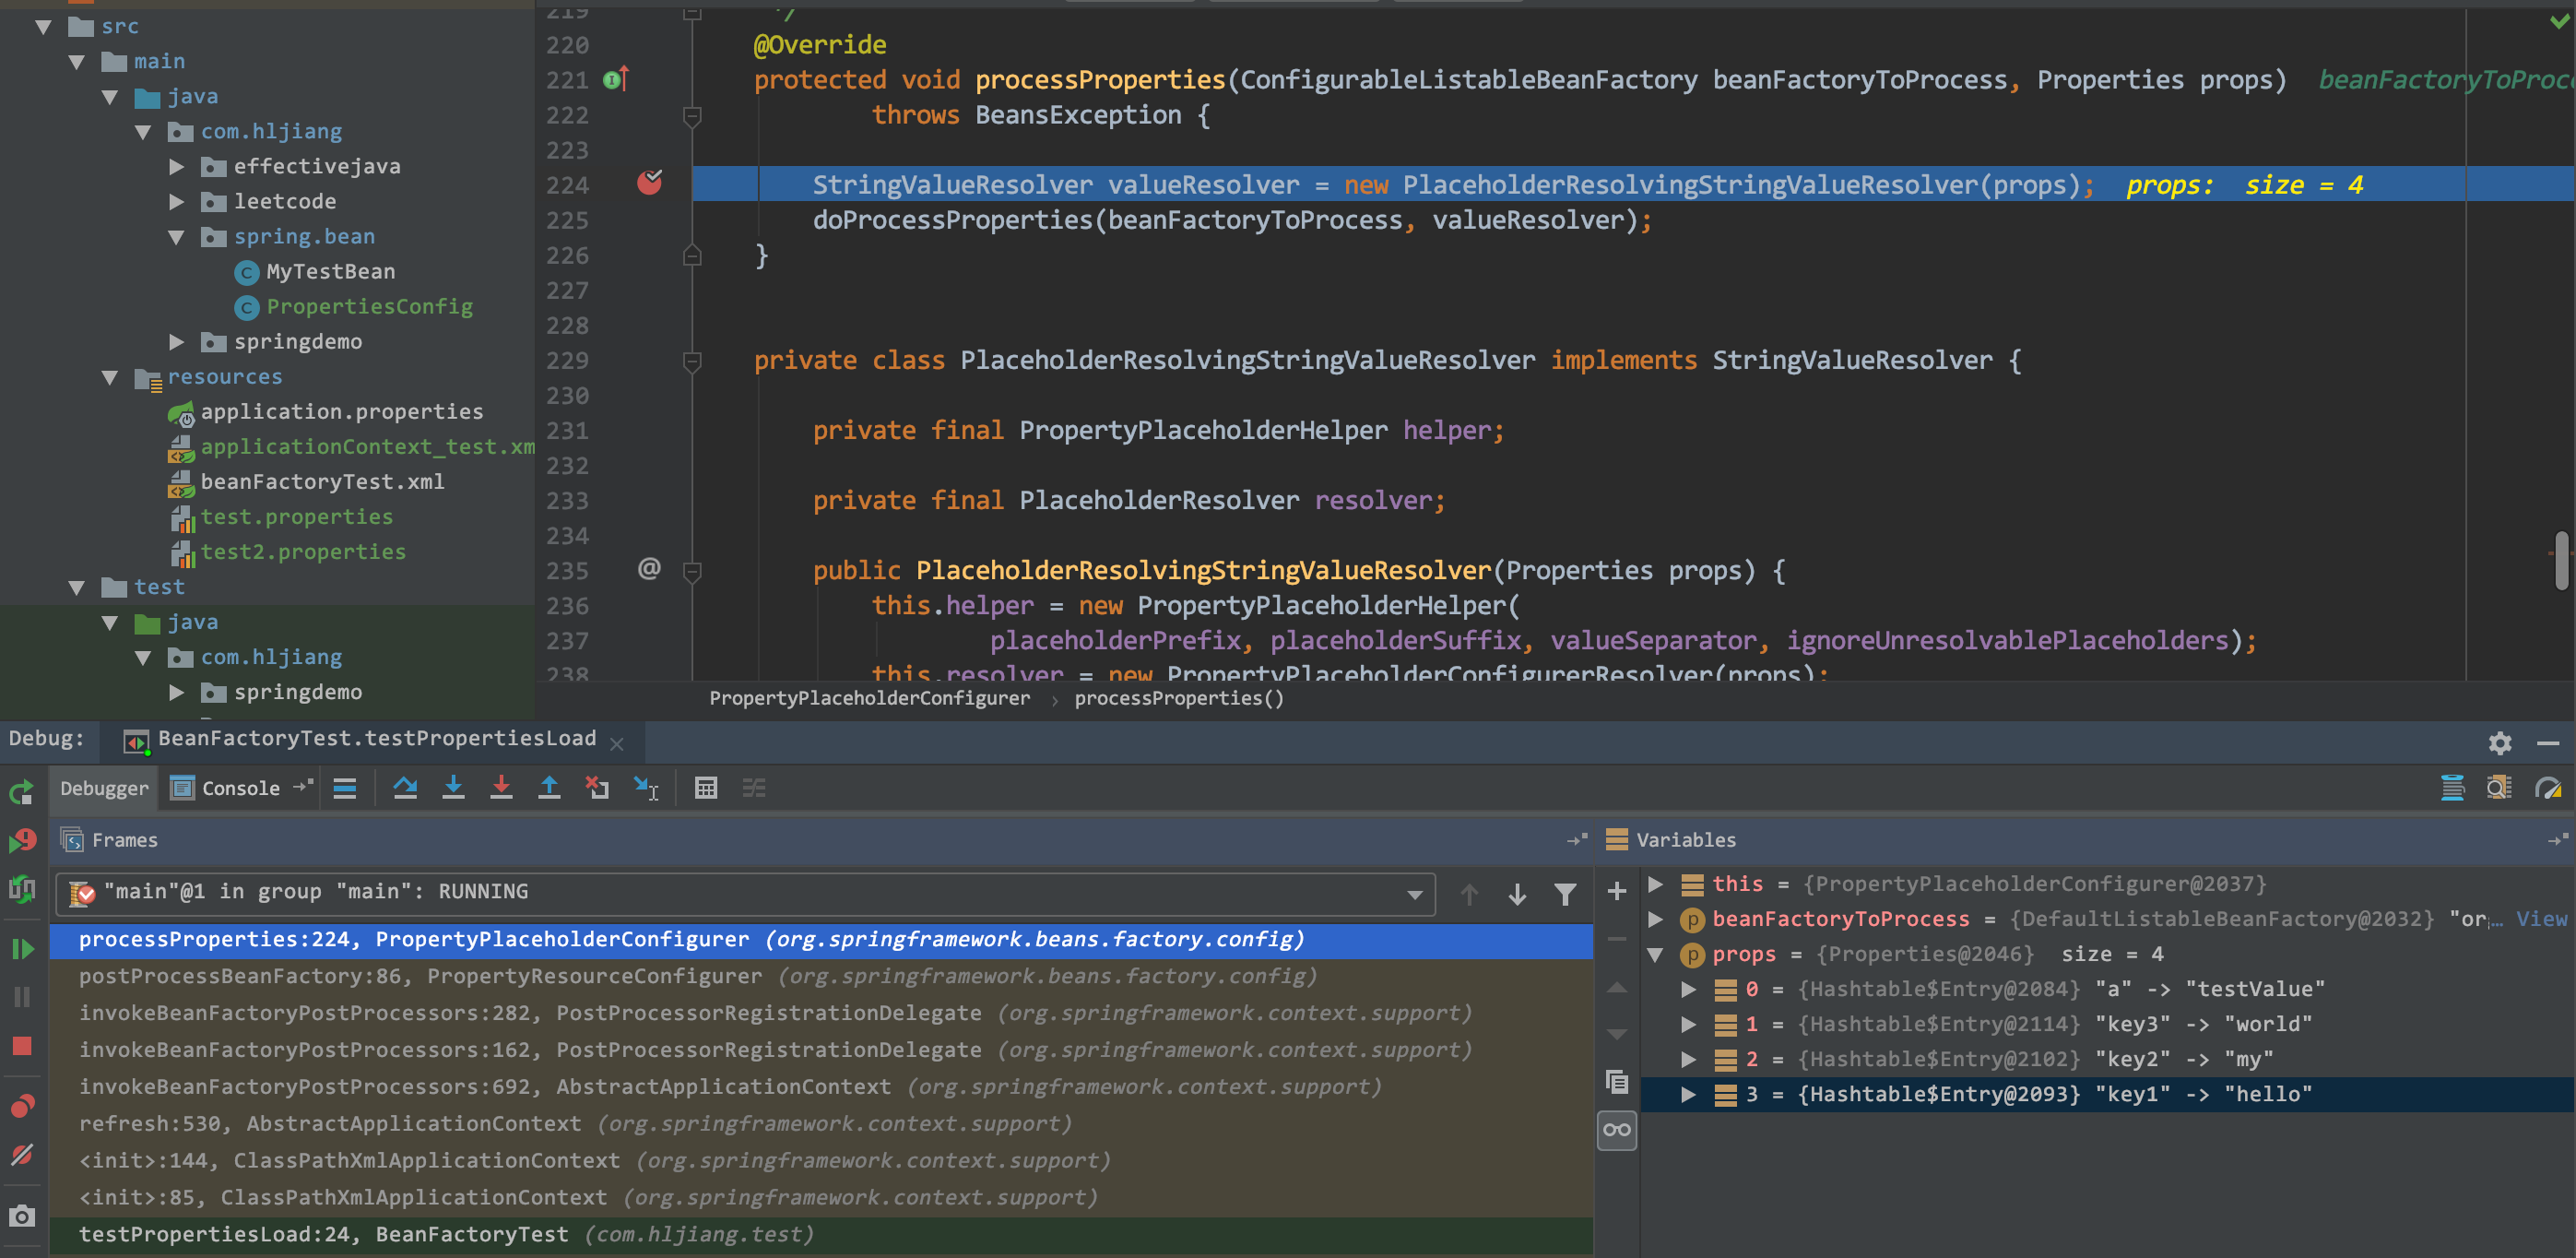 src
main
java
com.hljiang
effectivejava
leetcode
spring.bean
MyTestBean
PropertiesConfig
springdemo
resources
application.properties
applicationContext_test.xm
beanFactoryTest.xml
test.properties
test2.properties
test
java
com.hljiang
springdemo
219 */
220 @Override
221 protected void processProperties(ConfigurableListableBeanFactory beanFactoryToProcess, Properties props) beanFactoryToProc
222 throws BeansException {
223
224 StringValueResolver valueResolver = new PlaceholderResolvingStringValueResolver(props); props: size = 4
225 doProcessProperties(beanFactoryToProcess, valueResolver);
226 }
227
228
229 private class PlaceholderResolvingStringValueResolver implements StringValueResolver {
230
231 private final PropertyPlaceholderHelper helper;
232
233 private final PlaceholderResolver resolver;
234
235 @ public PlaceholderResolvingStringValueResolver(Properties props) {
236 this.helper = new PropertyPlaceholderHelper(
237 placeholderPrefix, placeholderSuffix, valueSeparator, ignoreUnresolvablePlaceholders);
238 this.resolver = new PropertyPlaceholderConfigurerResolver(props);
PropertyPlaceholderConfigurer › processProperties()
Debug: BeanFactoryTest.testPropertiesLoad
Debugger Console
Frames
"main"@1 in group "main": RUNNING
processProperties:224, PropertyPlaceholderConfigurer (org.springframework.beans.factory.config)
postProcessBeanFactory:86, PropertyResourceConfigurer (org.springframework.beans.factory.config)
invokeBeanFactoryPostProcessors:282, PostProcessorRegistrationDelegate (org.springframework.context.support)
invokeBeanFactoryPostProcessors:162, PostProcessorRegistrationDelegate (org.springframework.context.support)
invokeBeanFactoryPostProcessors:692, AbstractApplicationContext (org.springframework.context.support)
refresh:530, AbstractApplicationContext (org.springframework.context.support)
<init>:144, ClassPathXmlApplicationContext (org.springframework.context.support)
<init>:85, ClassPathXmlApplicationContext (org.springframework.context.support)
testPropertiesLoad:24, BeanFactoryTest (com.hljiang.test)
Variables
this = {PropertyPlaceholderConfigurer@2037}
beanFactoryToProcess = {DefaultListableBeanFactory@2032} "or… View
props = {Properties@2046} size = 4
0 = {Hashtable$Entry@2084} "a" -> "testValue"
1 = {Hashtable$Entry@2114} "key3" -> "world"
2 = {Hashtable$Entry@2102} "key2" -> "my"
3 = {Hashtable$Entry@2093} "key1" -> "hello"